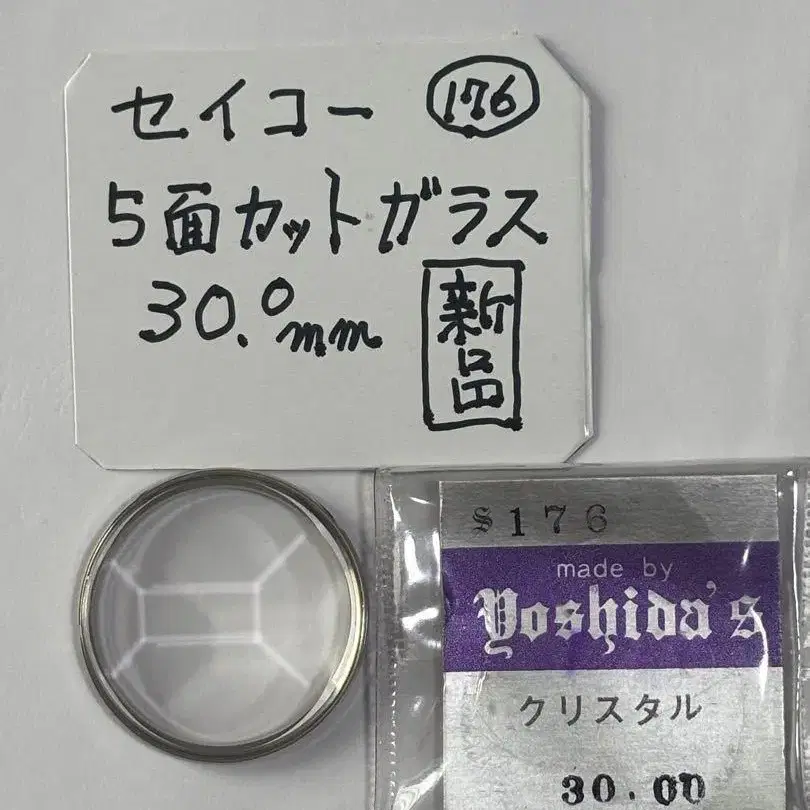 セイコー 176
5面カットガラス
30.0mm
新品
S176
made by
Yoshida's
クリスタル
30.00